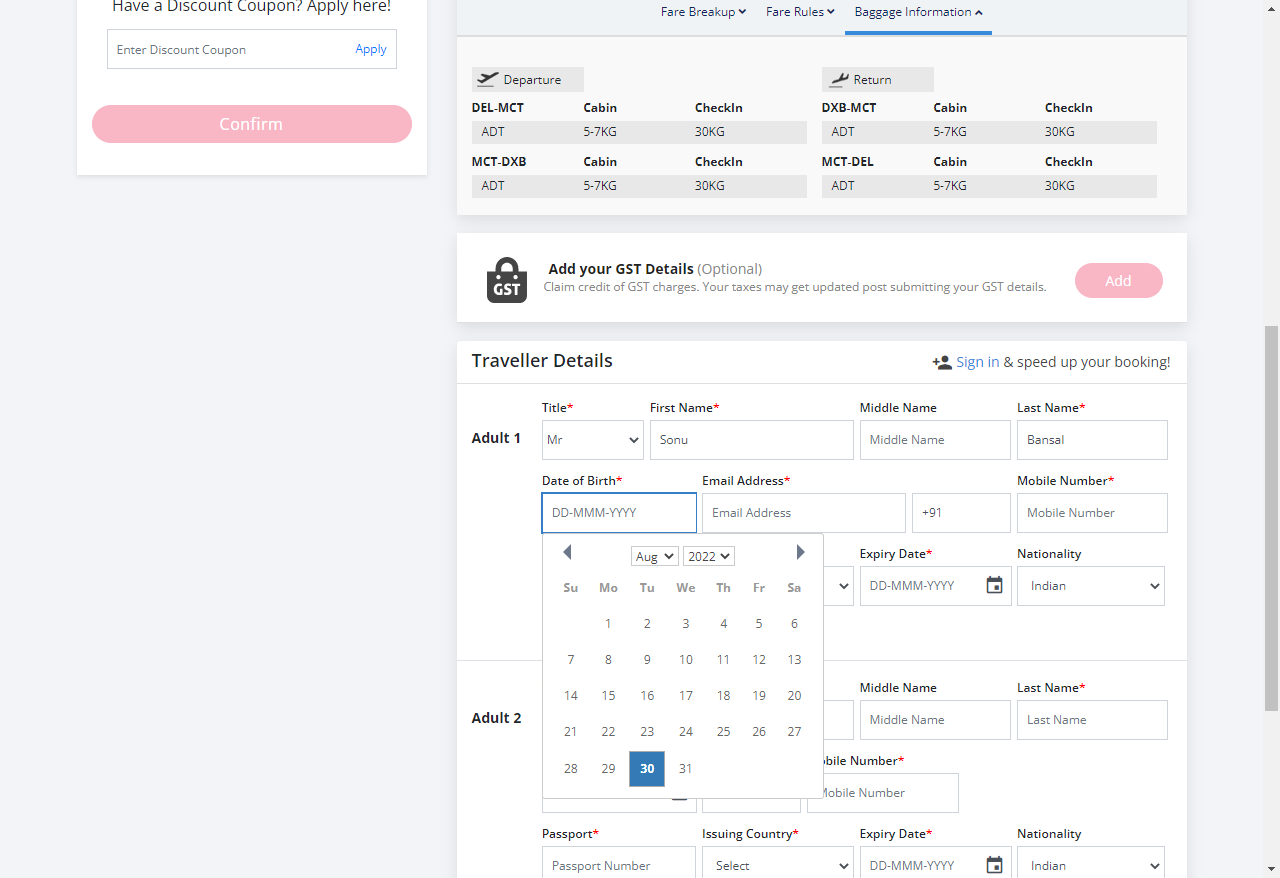 Have a Discount Coupon? Apply here!
Enter Discount Coupon Apply
Confirm
Fare Breakup Fare Rules Baggage Information
Departure
DEL-MCT Cabin CheckIn
ADT 5-7KG 30KG
MCT-DXB Cabin CheckIn
ADT 5-7KG 30KG
Return
DXB-MCT Cabin CheckIn
ADT 5-7KG 30KG
MCT-DEL Cabin CheckIn
ADT 5-7KG 30KG
GST
Add your GST Details (Optional)
Claim credit of GST charges. Your taxes may get updated post submitting your GST details.
Add
Traveller Details
Sign in & speed up your booking!
Adult 1
Title* First Name* Middle Name Last Name*
Mr Sonu Middle Name Bansal
Date of Birth* Email Address* Mobile Number*
DD-MMM-YYYY Email Address +91 Mobile Number
Expiry Date* Nationality
DD-MMM-YYYY Indian
Aug 2022
Su Mo Tu We Th Fr Sa
1 2 3 4 5 6
7 8 9 10 11 12 13
14 15 16 17 18 19 20
21 22 23 24 25 26 27
28 29 30 31
Adult 2
Middle Name Last Name*
Middle Name Last Name
obile Number*
Mobile Number
Passport* Issuing Country* Expiry Date* Nationality
Passport Number Select DD-MMM-YYYY Indian